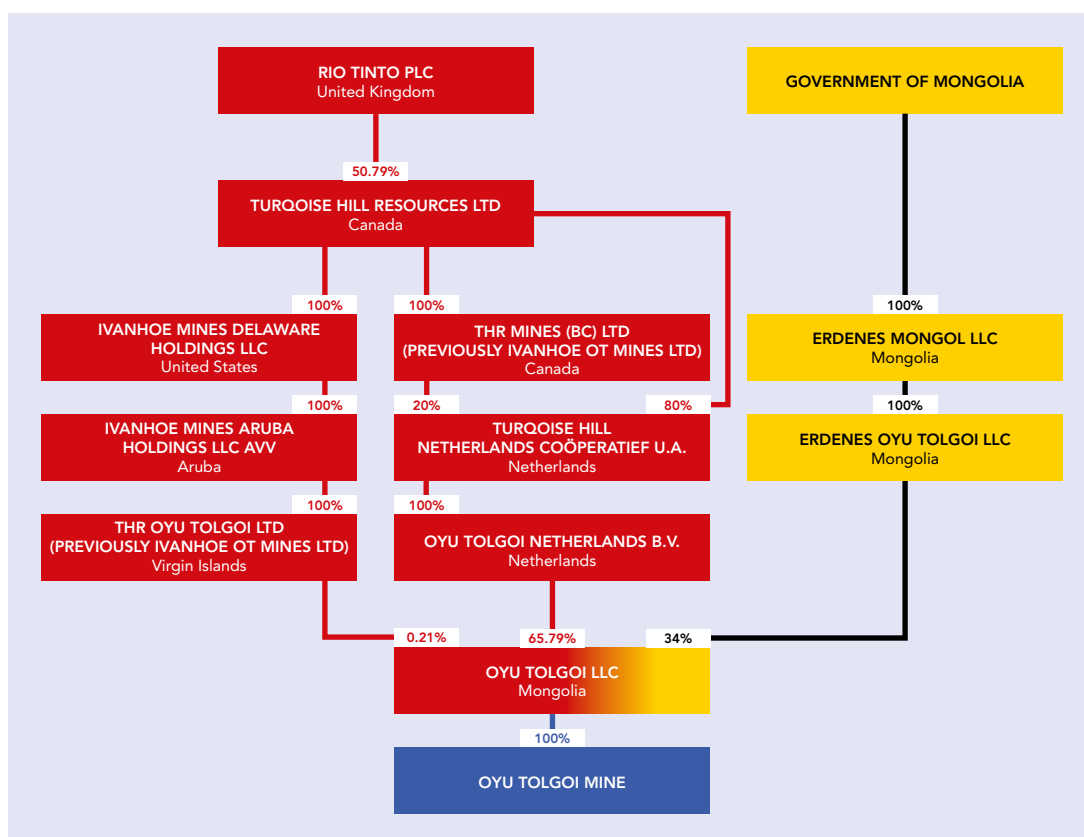 RIO TINTO PLC
United Kingdom
GOVERNMENT OF MONGOLIA
50.79%
TURQOISE HILL RESOURCES LTD
Canada
100%
100%
100%
IVANHOE MINES DELAWARE
HOLDINGS LLC
United States
THR MINES (BC) LTD
(PREVIOUSLY IVANHOE OT MINES LTD)
Canada
ERDENES MONGOL LLC
Mongolia
100%
20%
80%
100%
IVANHOE MINES ARUBA
HOLDINGS LLC AVV
Aruba
TURQOISE HILL
NETHERLANDS COÖPERATIEF U.A.
Netherlands
ERDENES OYU TOLGOI LLC
Mongolia
100%
100%
THR OYU TOLGOI LTD
(PREVIOUSLY IVANHOE OT MINES LTD)
Virgin Islands
OYU TOLGOI NETHERLANDS B.V.
Netherlands
0.21%
65.79%
34%
OYU TOLGOI LLC
Mongolia
100%
OYU TOLGOI MINE